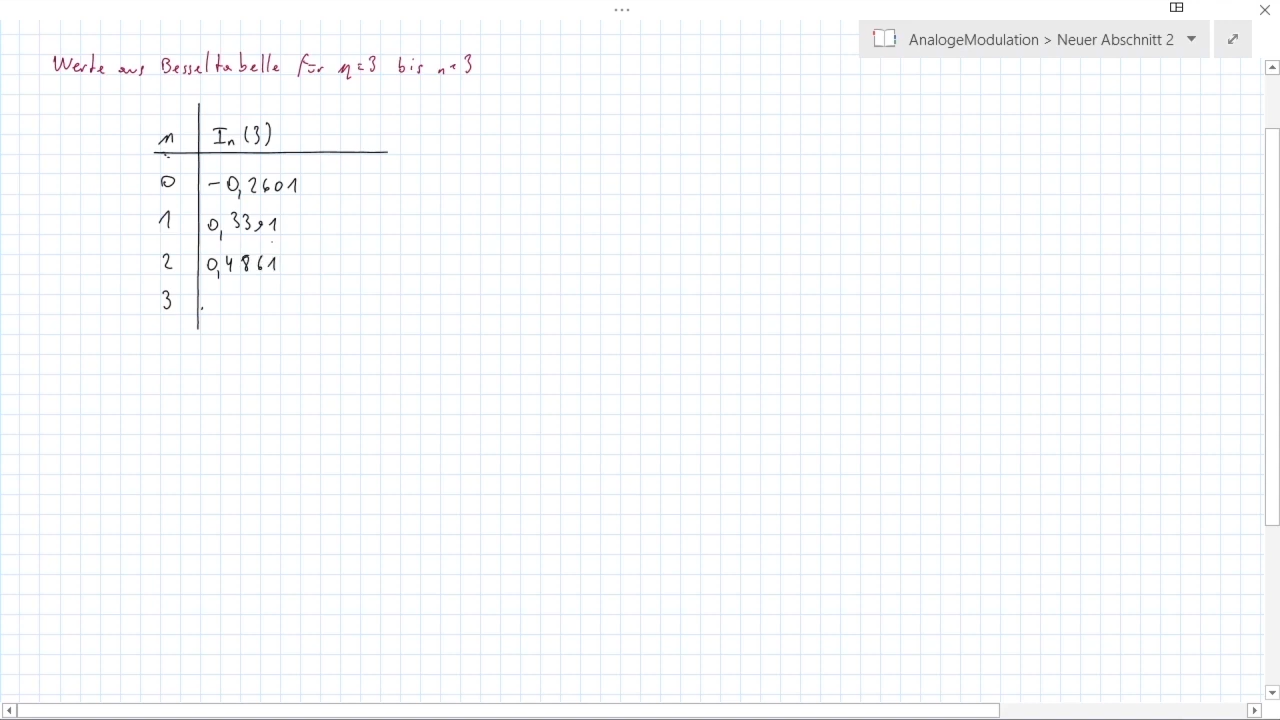 AnalogeModulation > Neuer Abschnitt 2
Werte aus Besseltabelle für η=3 bis n=3
n In(3)
0 -0,2601
1 0,3391
2 0,4861
3